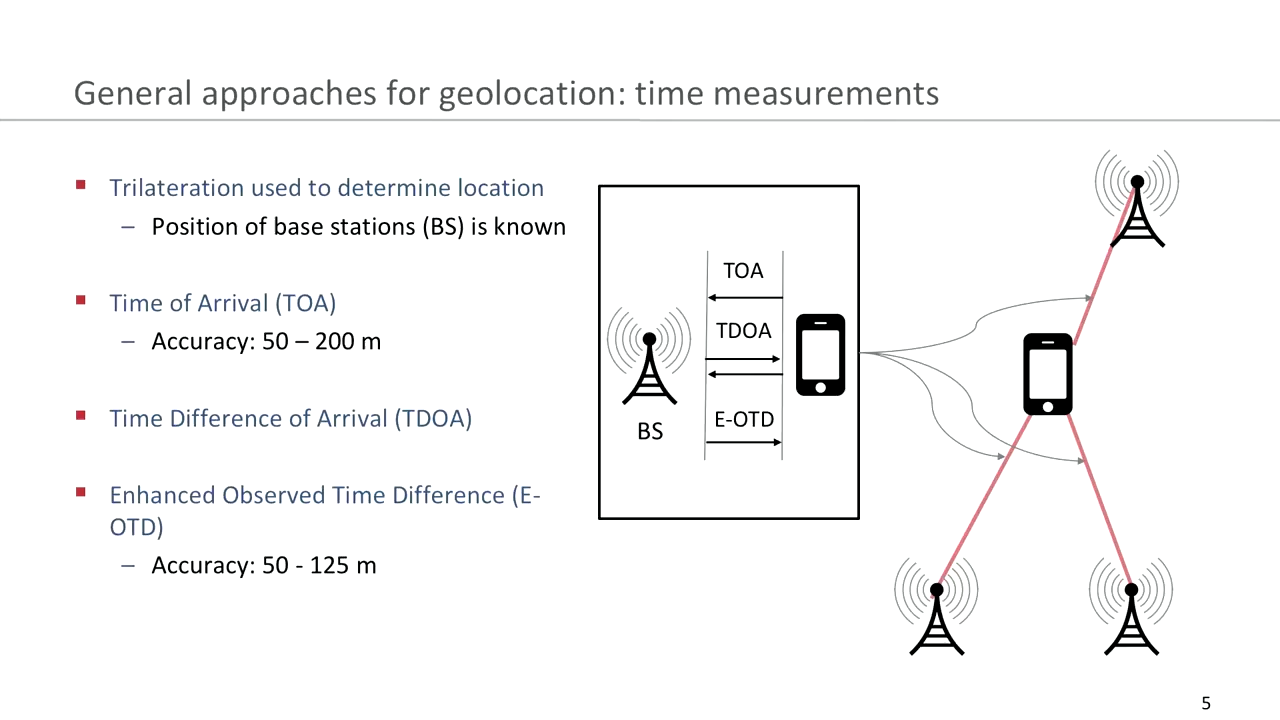 General approaches for geolocation: time measurements
Trilateration used to determine location
– Position of base stations (BS) is known
Time of Arrival (TOA)
– Accuracy: 50 – 200 m
Time Difference of Arrival (TDOA)
Enhanced Observed Time Difference (E-
OTD)
– Accuracy: 50 - 125 m
TOA
TDOA
E-OTD
BS
5